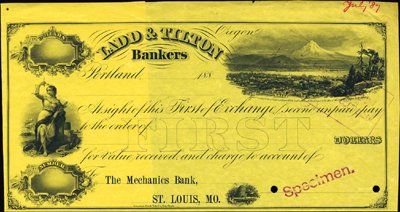 July 87
LADD & TILTON
Oregon
Bankers
Portland 188
At sight of this First of Exchange, second unpaid, pay
to the order of
FIRST
DOLLARS
for Value received and charge to account of
To
The Mechanics Bank,
ST. LOUIS, MO.
Specimen.